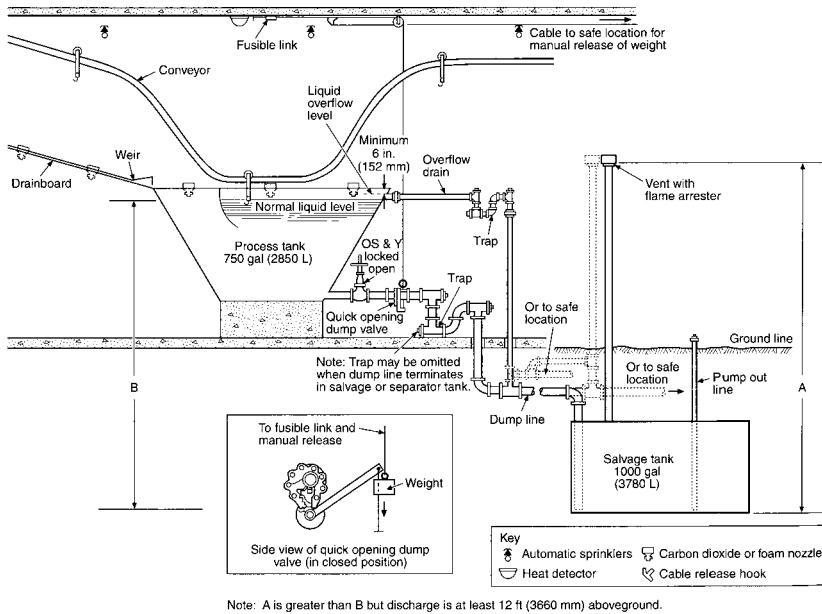 Fusible link
Cable to safe location for
manual release of weight
Conveyor
Liquid
overflow
level
Minimum
6 in.
(152 mm)
Overflow
drain
Weir
Drainboard
Normal liquid level
Vent with
flame arrester
Process tank
750 gal (2850 L)
OS & Y
locked
open
Trap
Trap
Quick opening
dump valve
Or to safe
location
Ground line
Note: Trap may be omitted
when dump line terminates
in salvage or separator tank.
Or to safe
location
Pump out
line
B
A
Dump line
To fusible link and
manual release
Weight
Side view of quick opening dump
valve (in closed position)
Salvage tank
1000 gal
(3780 L)
Key
Automatic sprinklers
Carbon dioxide or foam nozzle
Heat detector
Cable release hook
Note: A is greater than B but discharge is at least 12 ft (3660 mm) aboveground.